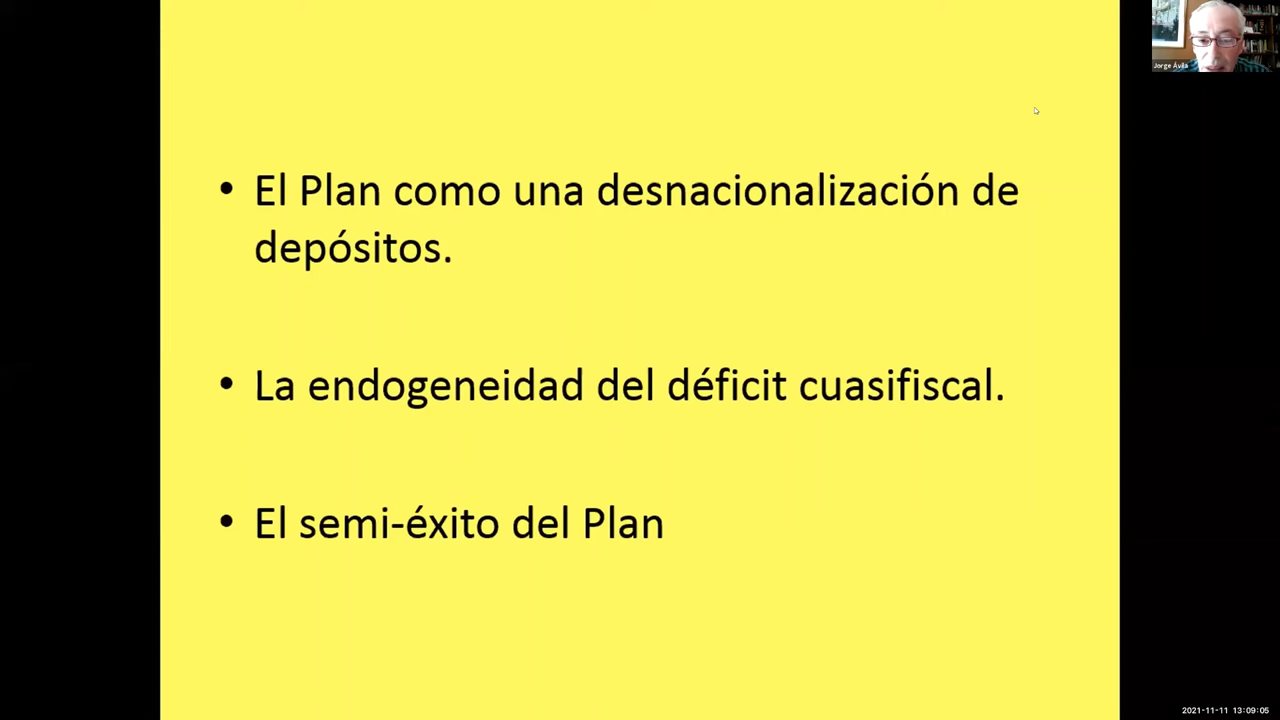 Jorge Ávila
• El Plan como una desnacionalización de
depósitos.
• La endogeneidad del déficit cuasifiscal.
• El semi-éxito del Plan
2021-11-11 13:09:05